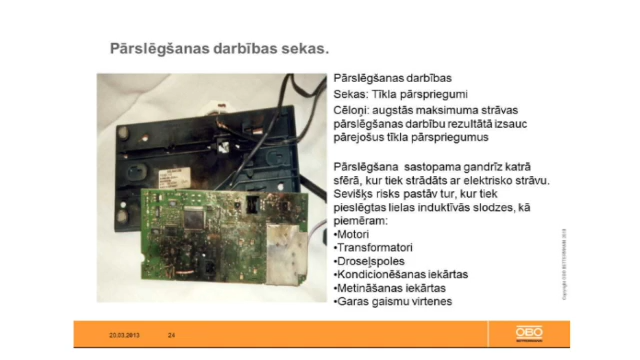 Pārslēgšanas darbības sekas.
Pārslēgšanas darbības
Sekas: Tīkla pārspriegumi
Cēloņi: augstās maksimuma strāvas
pārslēgšanas darbību rezultātā izsauc
pārejošus tīkla pārspriegumus
Pārslēgšana sastopama gandrīz katrā
sfērā, kur tiek strādāts ar elektrisko strāvu.
Sevišķs risks pastāv tur, kur tiek
pieslēgtas lielas induktīvās slodzes, kā
piemēram:
•Motori
•Transformatori
•Droseļspoles
•Kondicionēšanas iekārtas
•Metināšanas iekārtas
•Garas gaismu virtenes
20.03.2013 24
OBO
BETTERMANN